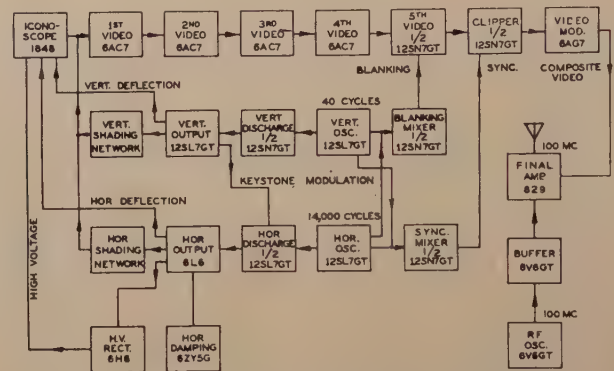 ICONO-
SCOPE
1848
1ST
VIDEO
6AC7
2ND
VIDEO
6AC7
3RD
VIDEO
6AC7
4TH
VIDEO
6AC7
5TH
VIDEO
1/2
12SN7GT
CLIPPER
1/2
12SN7GT
VIDEO
MOD.
6AG7
BLANKING
SYNC.
COMPOSITE
VIDEO
VERT. DEFLECTION
40 CYCLES
VERT.
SHADING
NETWORK
VERT.
OUTPUT
12SL7GT
VERT
DISCHARGE
1/2
12SN7GT
VERT.
OSC.
12SL7GT
BLANKING
MIXER
1/2
12SN7GT
100 MC
FINAL
AMP
829
KEYSTONE MODULATION
HOR DEFLECTION
14,000 CYCLES
HIGH VOLTAGE
HOR
SHADING
NETWORK
HOR
OUTPUT
6L6
HOR
DISCHARGE
1/2
12SL7GT
HOR.
OSC.
12SL7GT
SYNC.
MIXER
1/2
12SN7GT
BUFFER
6V6GT
100 MC
H.V.
RECT.
6H6
HOR
DAMPING
6ZY5G
R.F.
OSC.
6V6GT